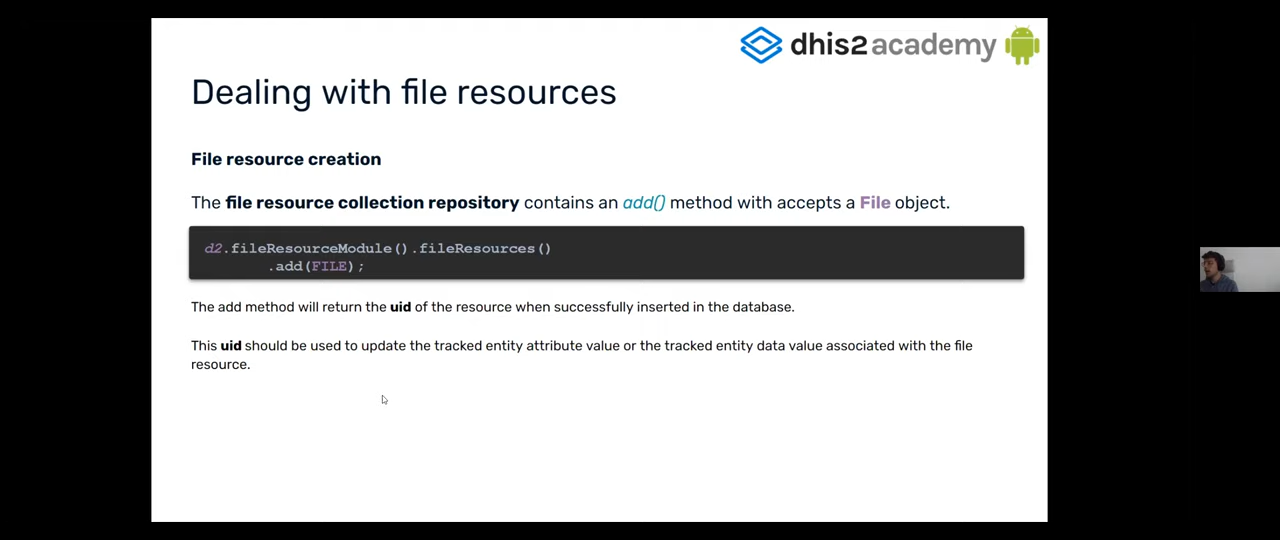 dhis2 academy
Dealing with file resources
File resource creation
The file resource collection repository contains an add() method with accepts a File object.
d2.fileResourceModule().fileResources()
.add(FILE);
The add method will return the uid of the resource when successfully inserted in the database.
This uid should be used to update the tracked entity attribute value or the tracked entity data value associated with the file
resource.